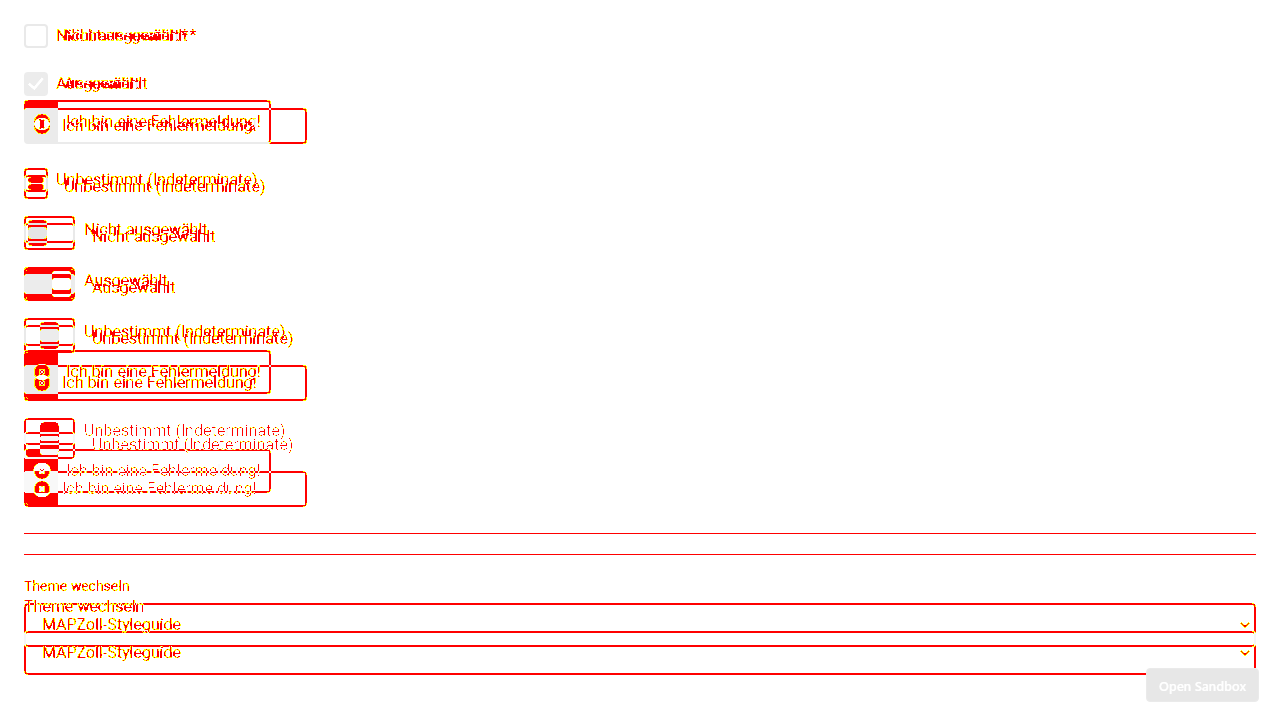 Nicht ausgewählt*
Ausgewählt
Ich bin eine Fehlermeldung!
Ich bin eine Fehlermeldung!
Unbestimmt (Indeterminate)
Unbestimmt (Indeterminate)
Nicht ausgewählt
Nicht ausgewählt
Ausgewählt
Ausgewählt
Unbestimmt (Indeterminate)
Unbestimmt (Indeterminate)
Ich bin eine Fehlermeldung!
Ich bin eine Fehlermeldung!
Unbestimmt (Indeterminate)
Unbestimmt (Indeterminate)
Ich bin eine Fehlermeldung!
Ich bin eine Fehlermeldung!
Theme wechseln
Theme wechseln
MAPZoll-Styleguide
MAPZoll-Styleguide
Open Sandbox